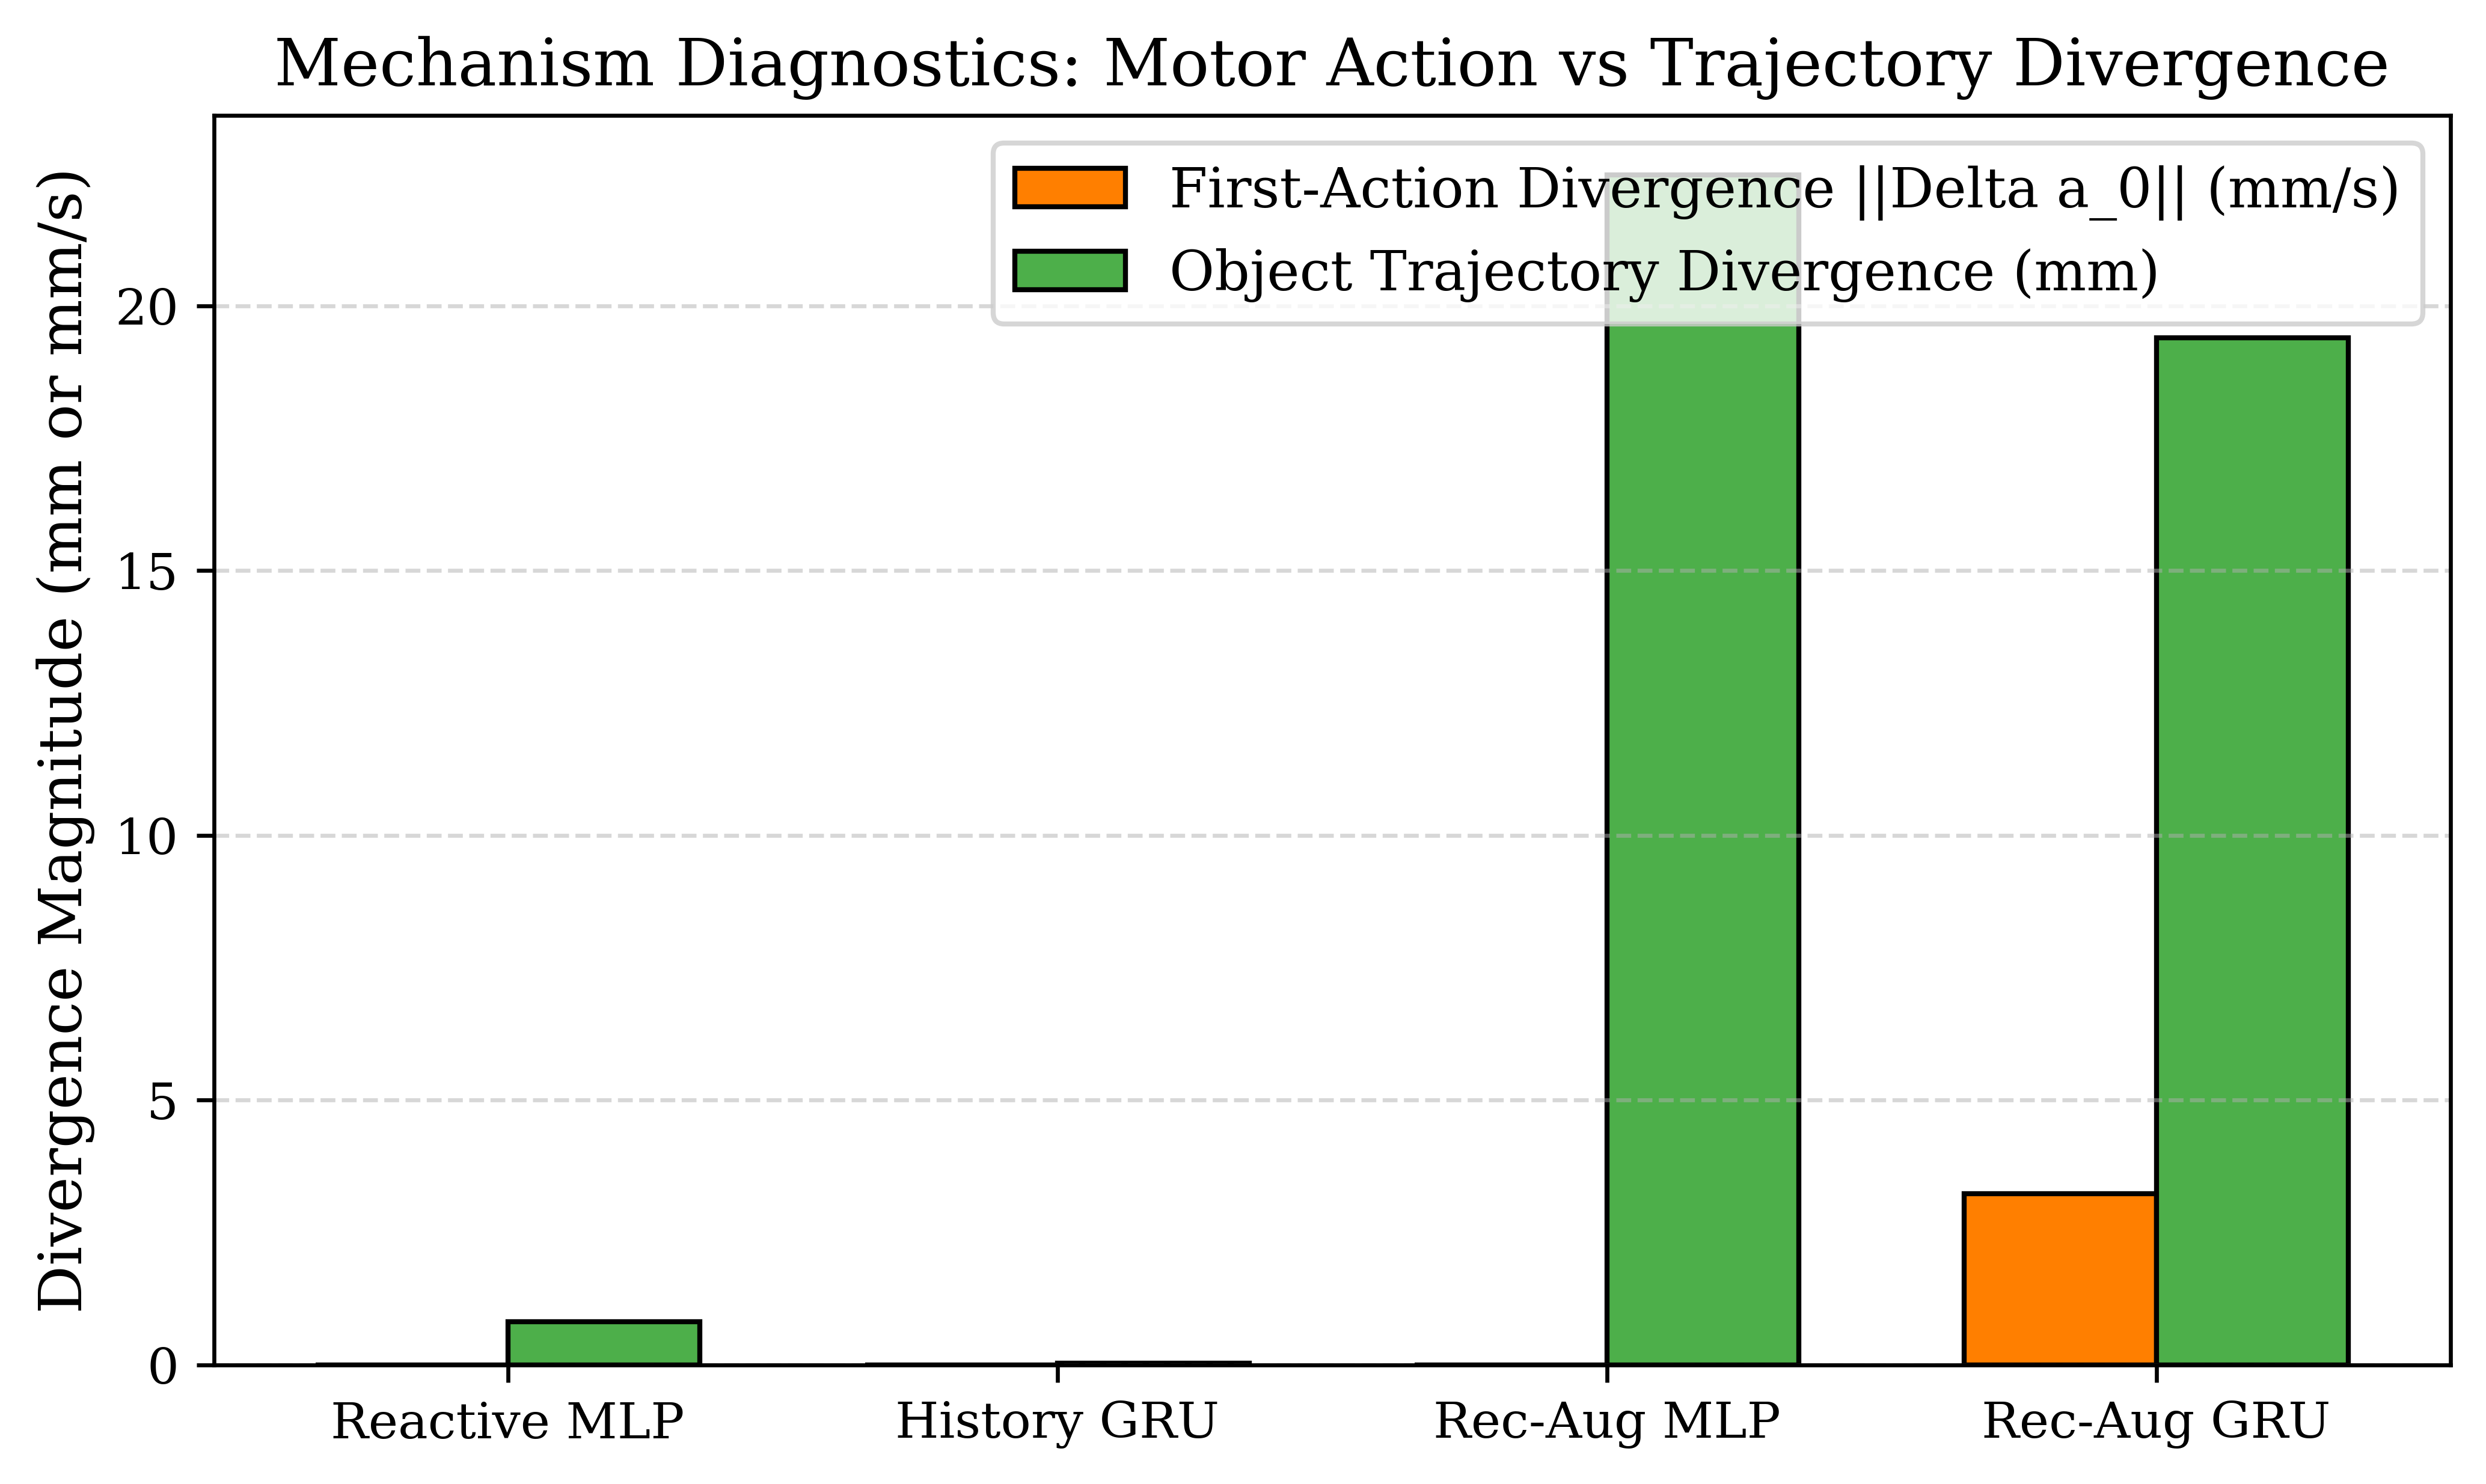 Mechanism Diagnostics: Motor Action vs Trajectory Divergence
First-Action Divergence ||Delta a_0|| (mm/s)
Object Trajectory Divergence (mm)
Divergence Magnitude (mm or mm/s)
20
15
10
5
0
Reactive MLP
History GRU
Rec-Aug MLP
Rec-Aug GRU